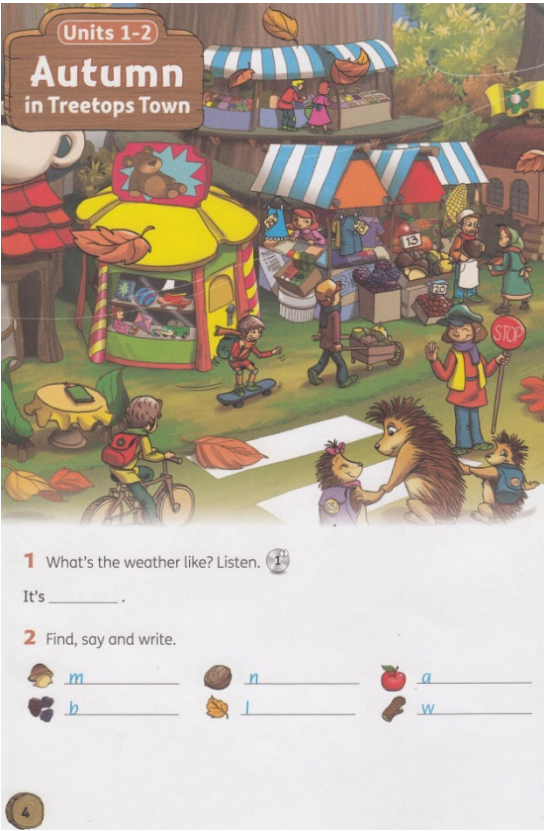 Units 1-2
Autumn
in Treetops Town
13
20
STOP
1 What's the weather like? Listen. 1
It's ________ .
2 Find, say and write.
m
n
a
b
l
w
4